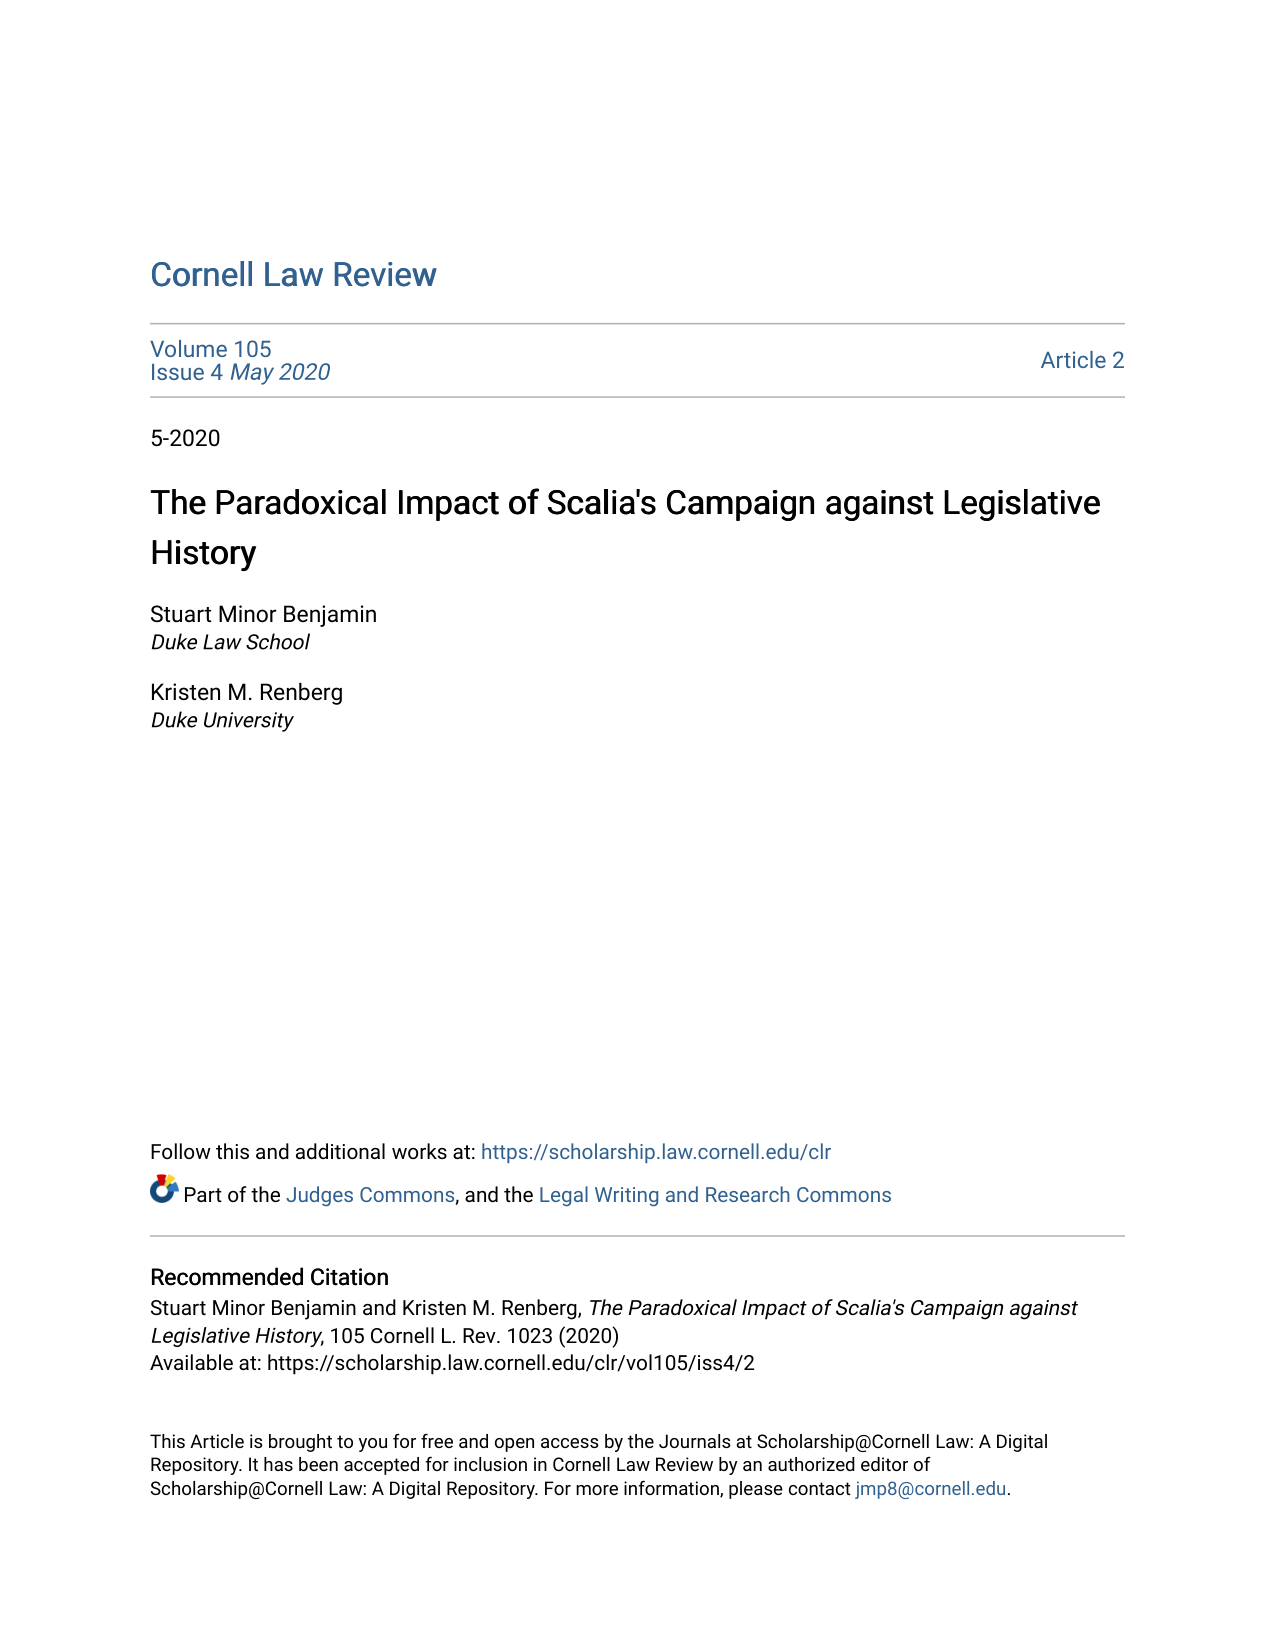 Cornell Law Review
Volume 105
Issue 4 May 2020
Article 2
5-2020
The Paradoxical Impact of Scalia's Campaign against Legislative
History
Stuart Minor Benjamin
Duke Law School
Kristen M. Renberg
Duke University
Follow this and additional works at: https://scholarship.law.cornell.edu/clr
Part of the Judges Commons, and the Legal Writing and Research Commons
Recommended Citation
Stuart Minor Benjamin and Kristen M. Renberg, The Paradoxical Impact of Scalia's Campaign against
Legislative History, 105 Cornell L. Rev. 1023 (2020)
Available at: https://scholarship.law.cornell.edu/clr/vol105/iss4/2
This Article is brought to you for free and open access by the Journals at Scholarship@Cornell Law: A Digital
Repository. It has been accepted for inclusion in Cornell Law Review by an authorized editor of
Scholarship@Cornell Law: A Digital Repository. For more information, please contact jmp8@cornell.edu.